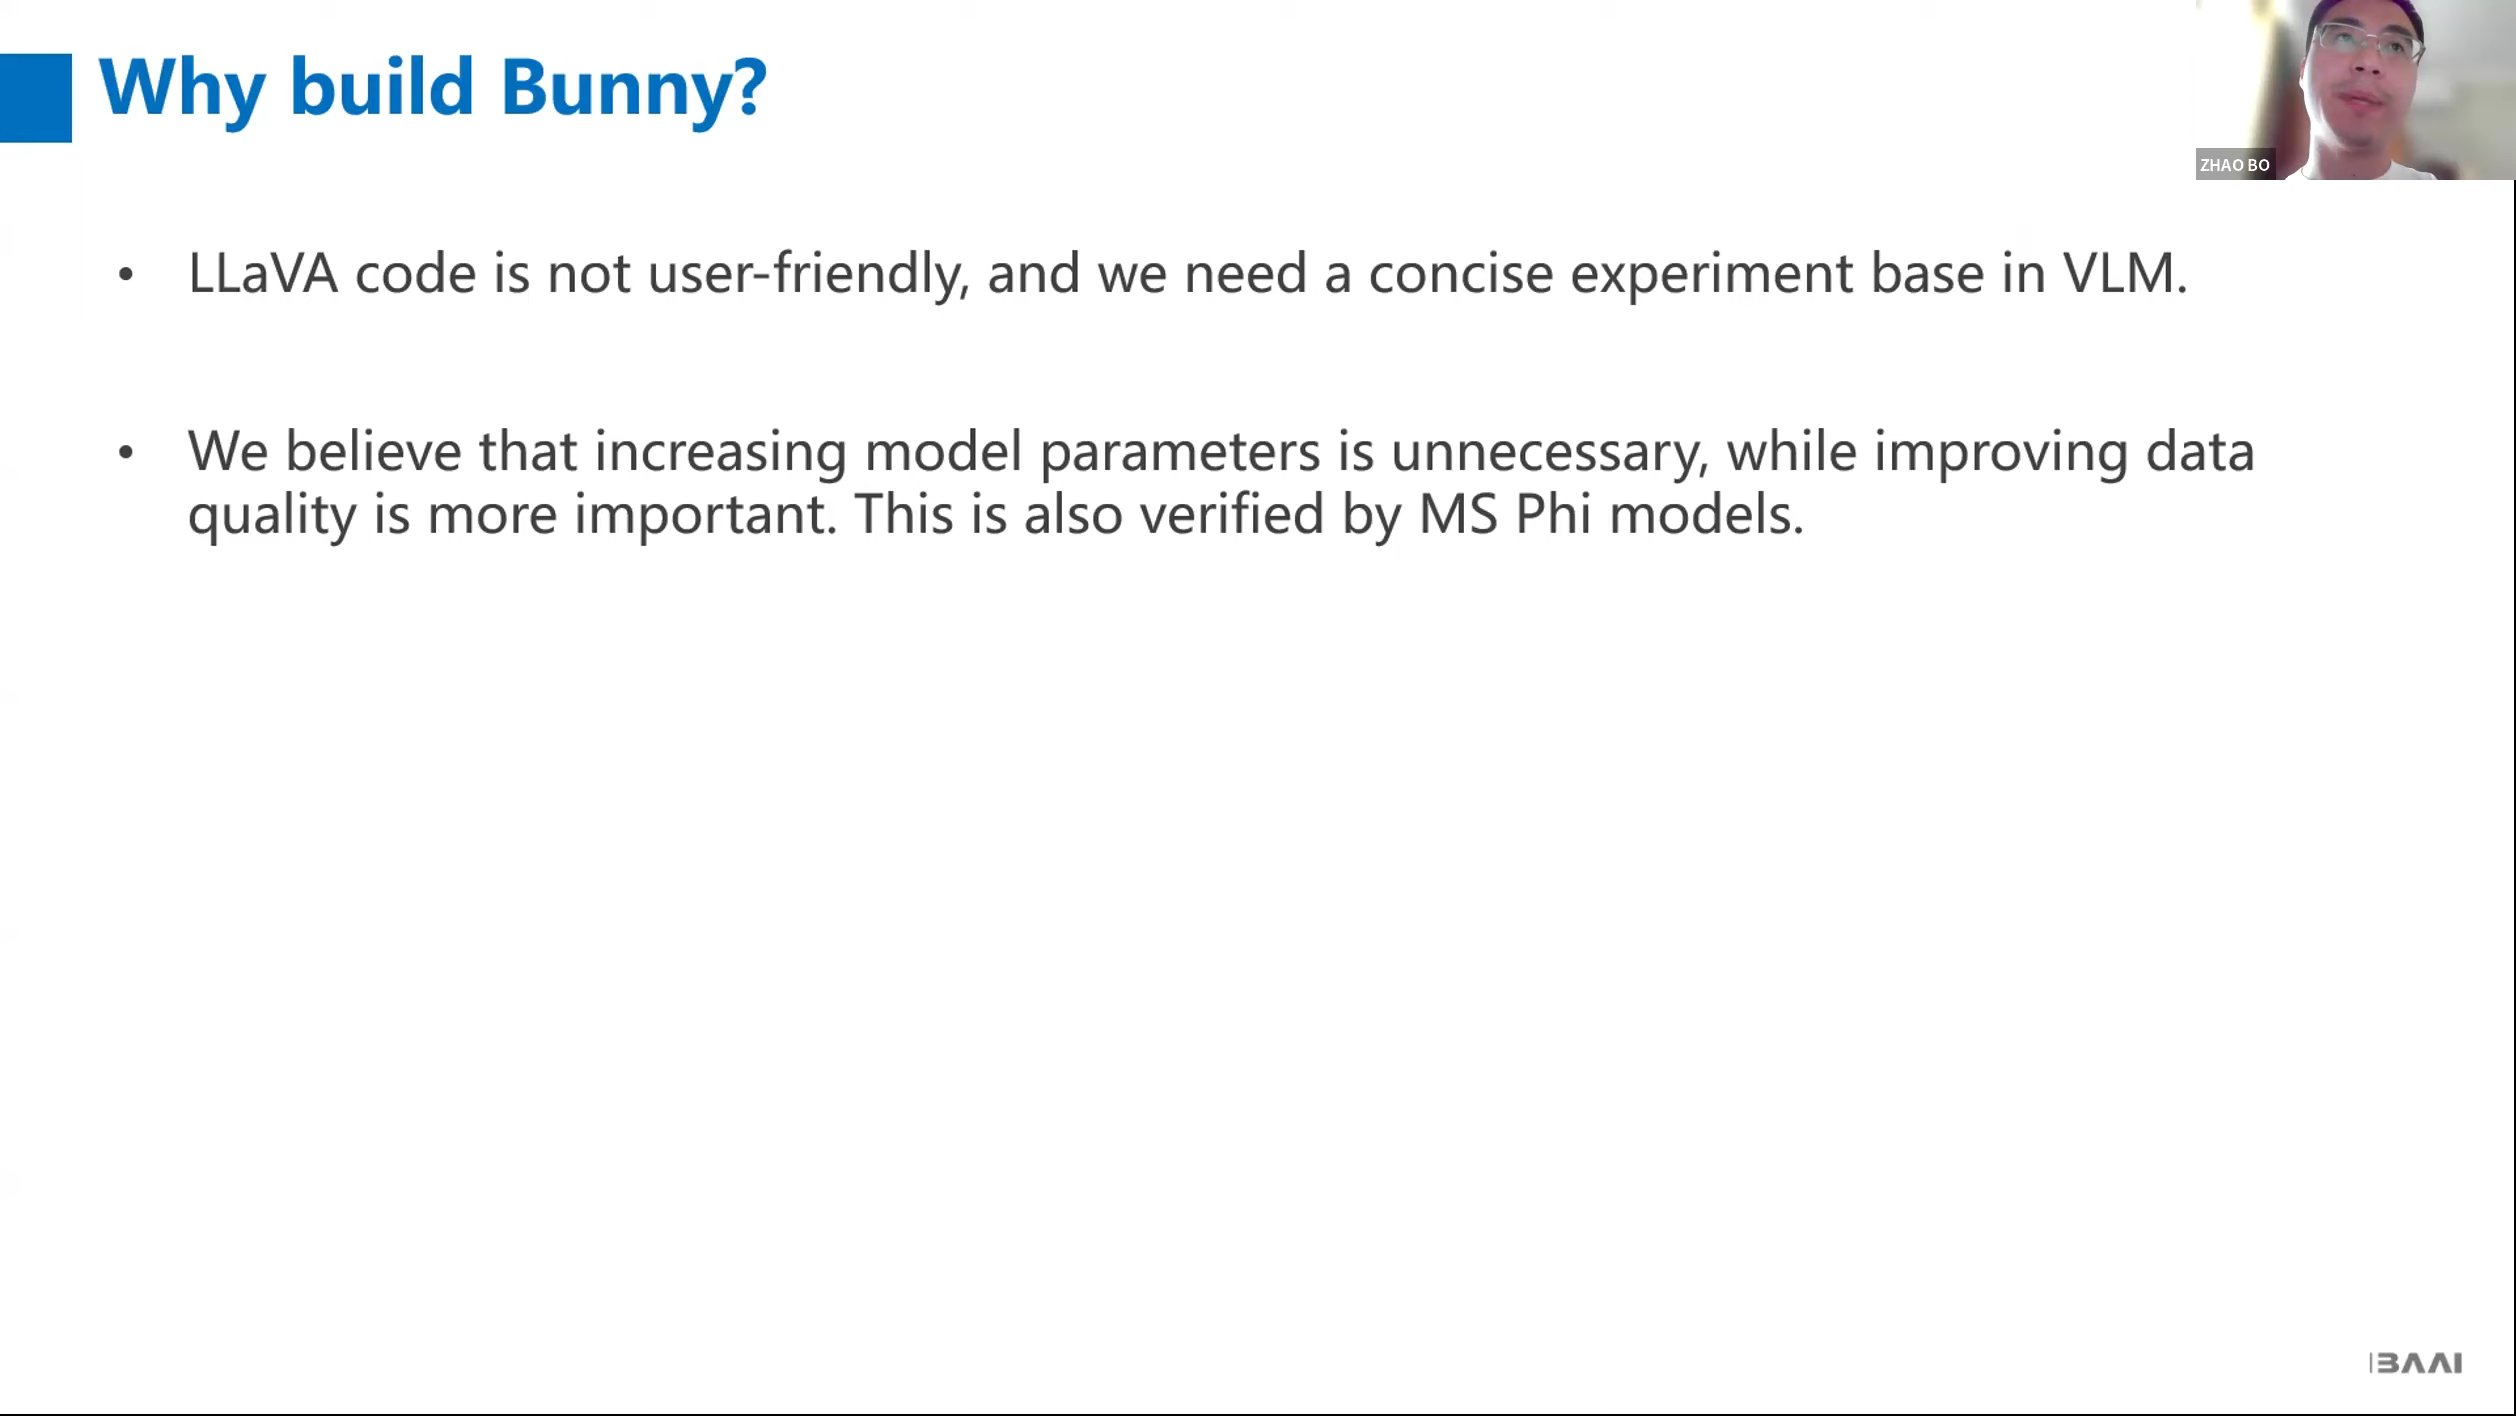 Why build Bunny?
ZHAO BO
• LLaVA code is not user-friendly, and we need a concise experiment base in VLM.
• We believe that increasing model parameters is unnecessary, while improving data
quality is more important. This is also verified by MS Phi models.
BAAI